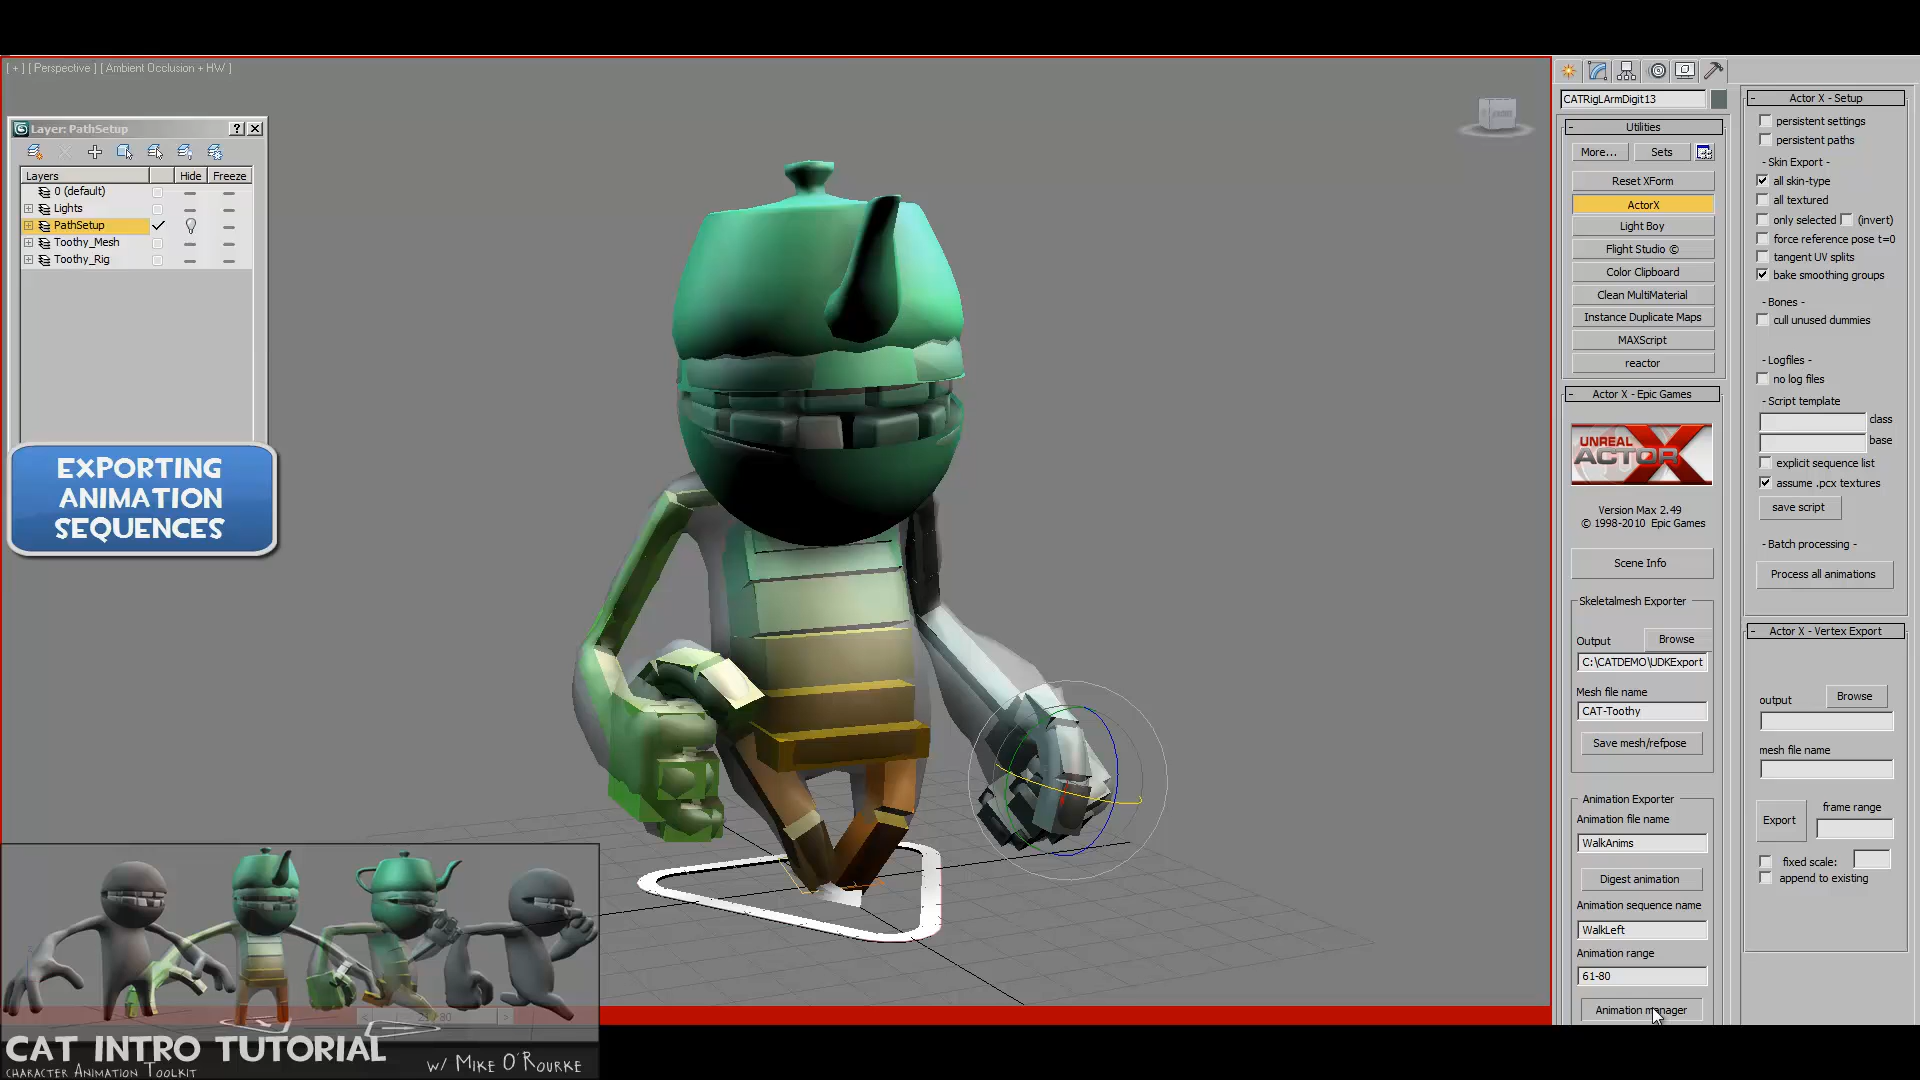 [ + ] [ Perspective ] [ Ambient Occlusion + HW ]
Layer: PathSetup
?
Layers Hide Freeze
0 (default)
Lights
PathSetup
Toothy_Mesh
Toothy_Rig
EXPORTING
ANIMATION
SEQUENCES
/ 80
CAT INTRO TUTORIAL
CHARACTER ANIMATION TOOLKIT
W/ MIKE O'ROURKE
CATRigLArmDigit13
Utilities
More... Sets
Reset XForm
ActorX
Light Boy
Flight Studio ©
Color Clipboard
Clean MultiMaterial
Instance Duplicate Maps
MAXScript
reactor
Actor X - Epic Games
UNREAL
ACTOR X
Version Max 2.49
© 1998-2010 Epic Games
Scene Info
Skeletalmesh Exporter
Output Browse
C:\CATDEMO\UDKExport
Mesh file name
CAT-Toothy
Save mesh/refpose
Animation Exporter
Animation file name
WalkAnims
Digest animation
Animation sequence name
WalkLeft
Animation range
61-80
Animation manager
Actor X - Setup
persistent settings
persistent paths
- Skin Export -
all skin-type
all textured
only selected (invert)
force reference pose t=0
tangent UV splits
bake smoothing groups
- Bones -
cull unused dummies
- Logfiles -
no log files
- Script template
class
base
explicit sequence list
assume .pcx textures
save script
- Batch processing -
Process all animations
Actor X - Vertex Export
output Browse
mesh file name
Export frame range
fixed scale:
append to existing